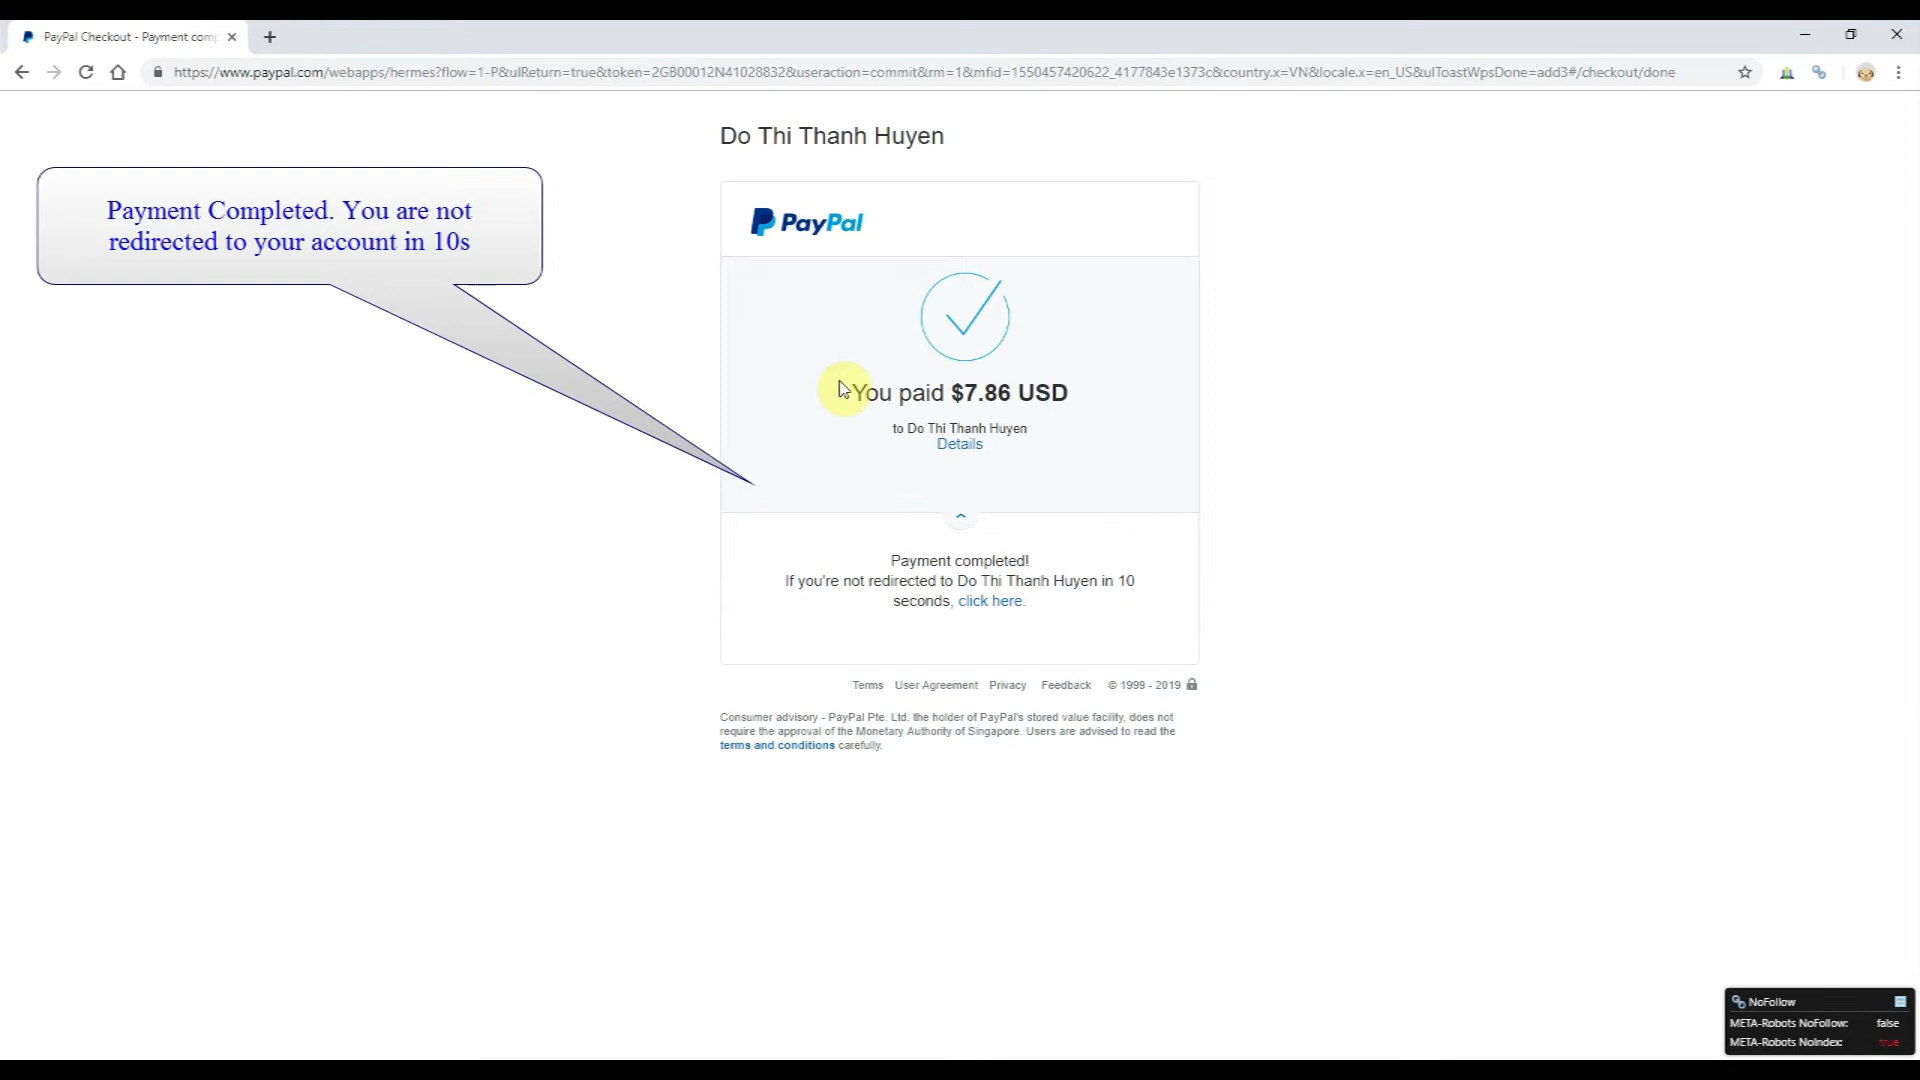 PayPal Checkout - Payment com
https://www.paypal.com/webapps/hermes?flow=1-P&ulReturn=true&token=2GB00012N41028832&useraction=commit&rm=1&mfid=1550457420622_4177843e1373c&country.x=VN&locale.x=en_US&ulToastWpsDone=add3#/checkout/done
Do Thi Thanh Huyen
Payment Completed. You are not
redirected to your account in 10s
PayPal
You paid $7.86 USD
to Do Thi Thanh Huyen
Details
Payment completed!
If you're not redirected to Do Thi Thanh Huyen in 10
seconds, click here.
Terms User Agreement Privacy Feedback © 1999 - 2019
Consumer advisory - PayPal Pte. Ltd. the holder of PayPal's stored value facility, does not
require the approval of the Monetary Authority of Singapore. Users are advised to read the
terms and conditions carefully.
NoFollow
META-Robots NoFollow: false
META-Robots NoIndex: true